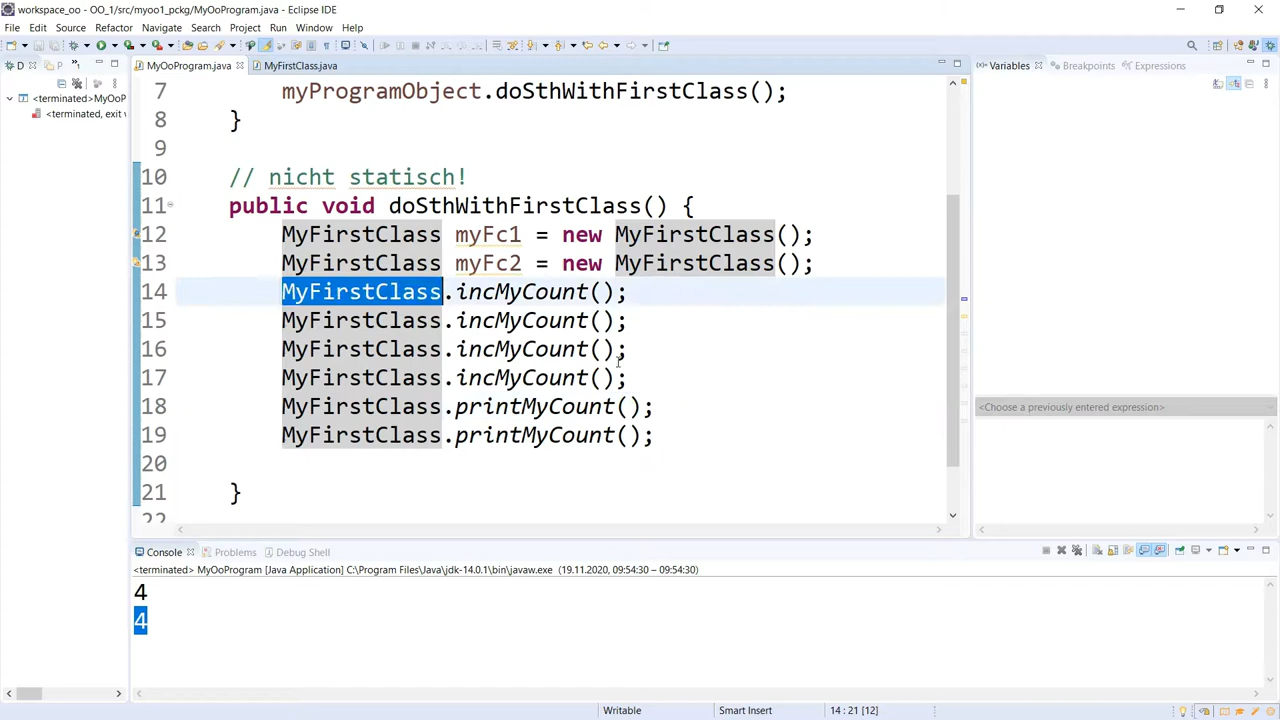 workspace_oo - OO_1/src/myoo1_pckg/MyOoProgram.java - Eclipse IDE
File Edit Source Refactor Navigate Search Project Run Window Help
D P MyOoProgram.java MyFirstClass.java Variables Breakpoints Expressions
<terminated>MyOoP
<terminated, exit v
7 myProgramObject.doSthWithFirstClass();
8 }
9
10 // nicht statisch!
11 public void doSthWithFirstClass() {
12 MyFirstClass myFc1 = new MyFirstClass();
13 MyFirstClass myFc2 = new MyFirstClass();
14 MyFirstClass.incMyCount();
15 MyFirstClass.incMyCount();
16 MyFirstClass.incMyCount();
17 MyFirstClass.incMyCount();
18 MyFirstClass.printMyCount();
19 MyFirstClass.printMyCount();
20
21 }
22
<Choose a previously entered expression>
Console Problems Debug Shell
<terminated> MyOoProgram [Java Application] C:\Program Files\Java\jdk-14.0.1\bin\javaw.exe (19.11.2020, 09:54:30 – 09:54:30)
4
4
Writable Smart Insert 14 : 21 [12]